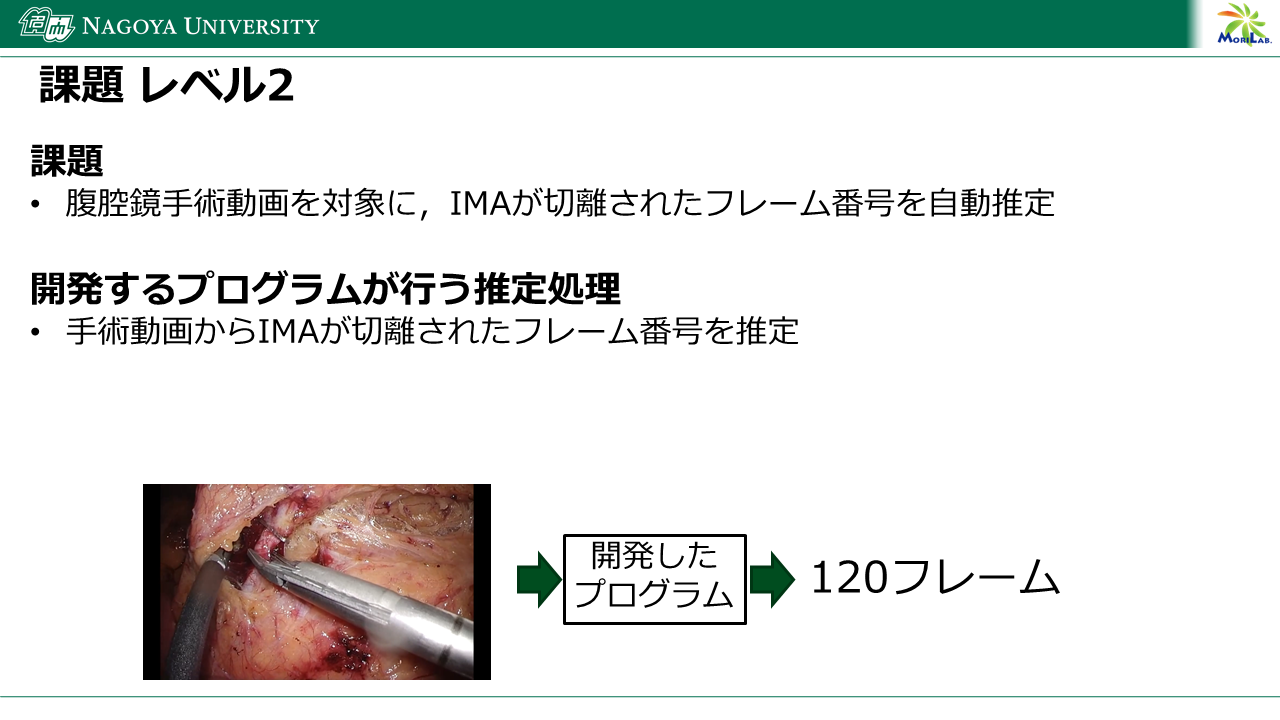 NAGOYA UNIVERSITY
MORILAB.
課題 レベル2
課題
• 腹腔鏡手術動画を対象に，IMAが切離されたフレーム番号を自動推定
開発するプログラムが行う推定処理
• 手術動画からIMAが切離されたフレーム番号を推定
開発した
プログラム
120フレーム